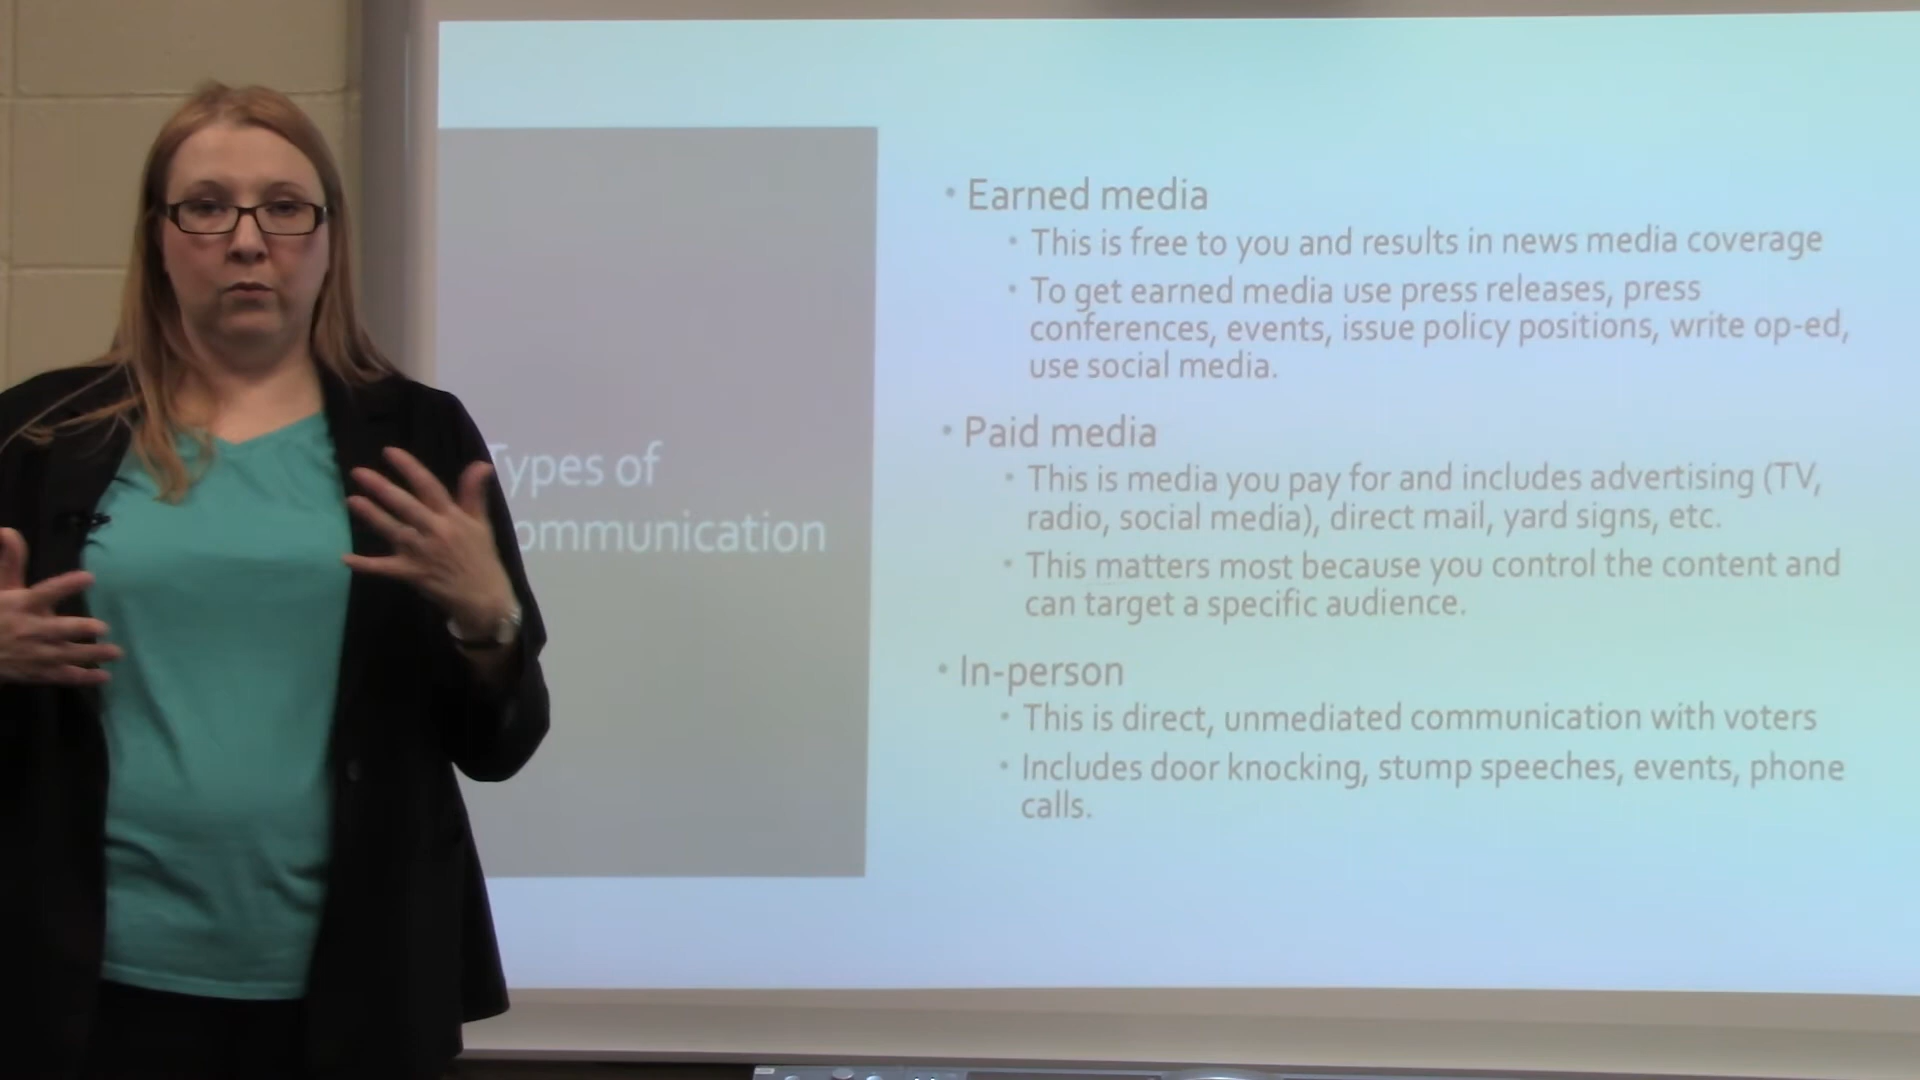 Types of
ommunication
• Earned media
• This is free to you and results in news media coverage
• To get earned media use press releases, press
conferences, events, issue policy positions, write op-ed,
use social media.
• Paid media
• This is media you pay for and includes advertising (TV,
radio, social media), direct mail, yard signs, etc.
• This matters most because you control the content and
can target a specific audience.
• In-person
• This is direct, unmediated communication with voters
• Includes door knocking, stump speeches, events, phone
calls.